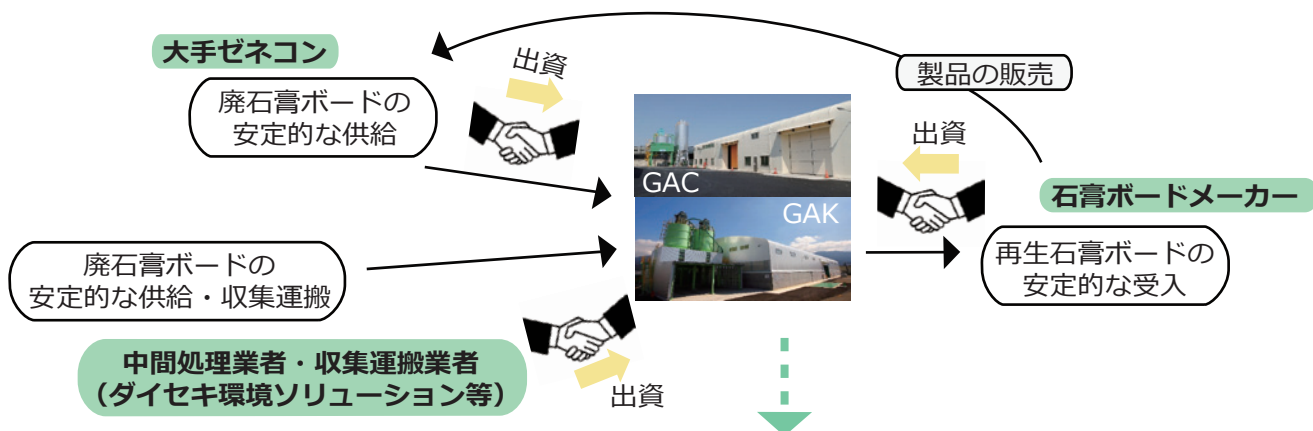 大手ゼネコン
出資
製品の販売
廃石膏ボードの
安定的な供給
出資
GAC
GAK
石膏ボードメーカー
廃石膏ボードの
安定的な供給・収集運搬
再生石膏ボードの
安定的な受入
中間処理業者・収集運搬業者
（ダイセキ環境ソリューション等）
出資